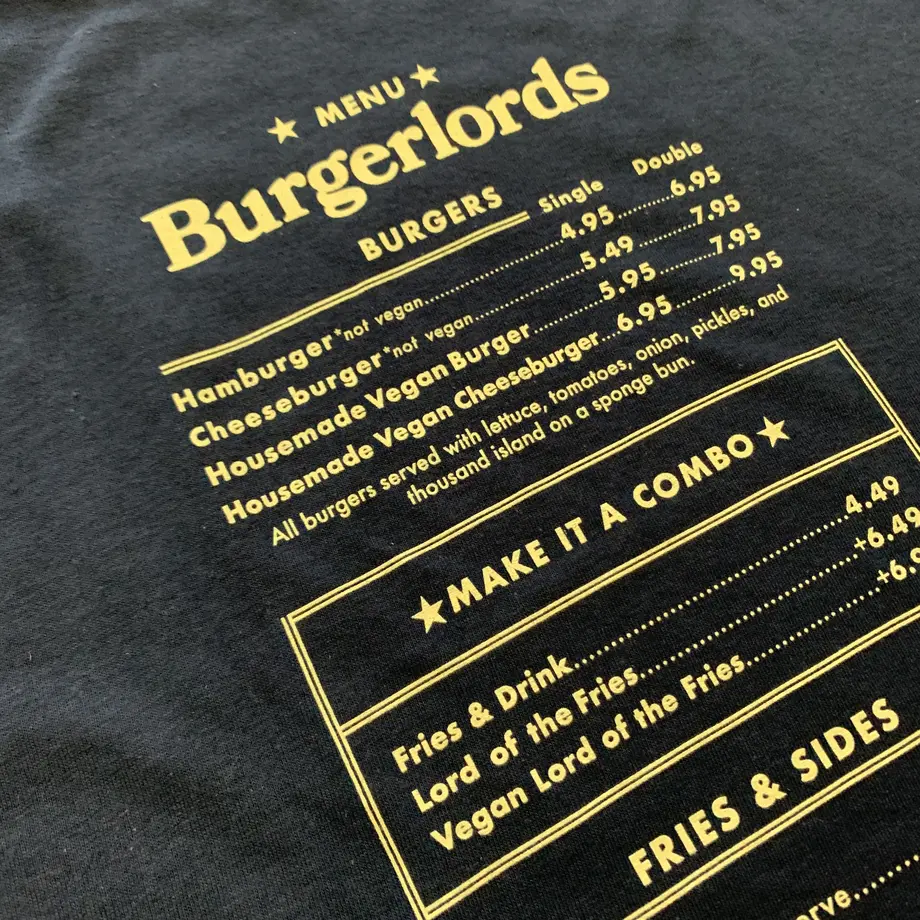 ★ MENU ★
Burgerlords
BURGERS Single Double
Hamburger*not vegan..............................4.95..........6.95
Cheeseburger*not vegan......................5.49..........7.95
Housemade Vegan Burger..........5.95..........7.95
Housemade Vegan Cheeseburger...6.95..........9.95
All burgers served with lettuce, tomatoes, onion, pickles, and
thousand island on a sponge bun.
★MAKE IT A COMBO★
Fries & Drink........................................4.49
Lord of the Fries................................+6.49
Vegan Lord of the Fries....................
FRIES & SIDES